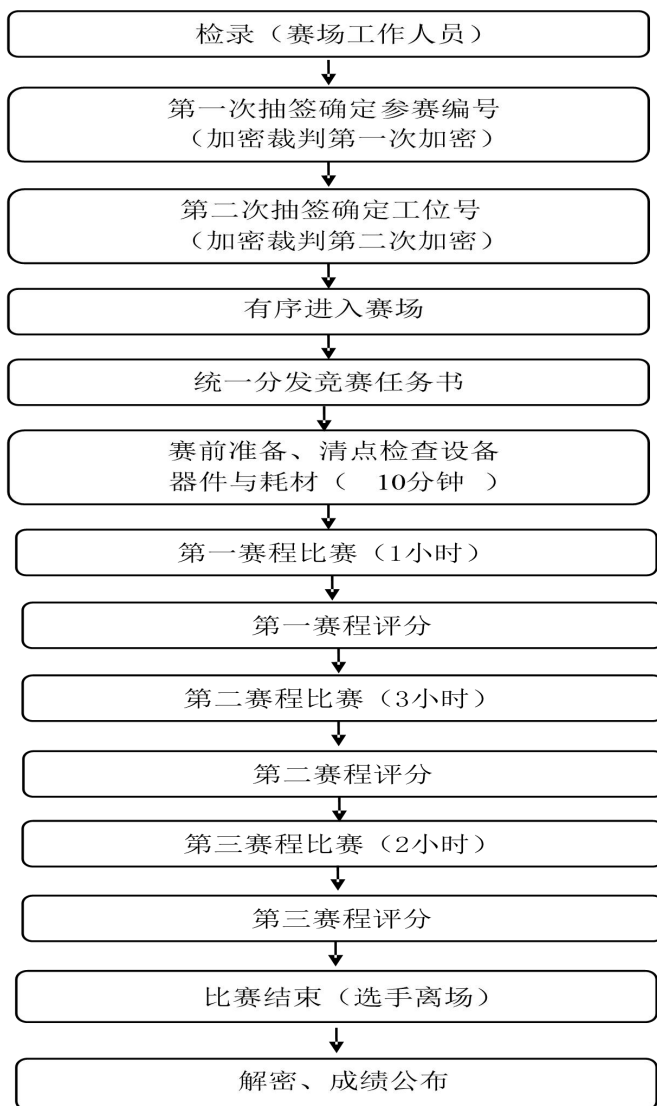 检录（赛场工作人员）
第一次抽签确定参赛编号
（加密裁判第一次加密）
第二次抽签确定工位号
（加密裁判第二次加密）
有序进入赛场
统一分发竞赛任务书
赛前准备、清点检查设备
器件与耗材（ 10分钟 ）
第一赛程比赛（1小时）
第一赛程评分
第二赛程比赛（3小时）
第二赛程评分
第三赛程比赛（2小时）
第三赛程评分
比赛结束（选手离场）
解密、成绩公布